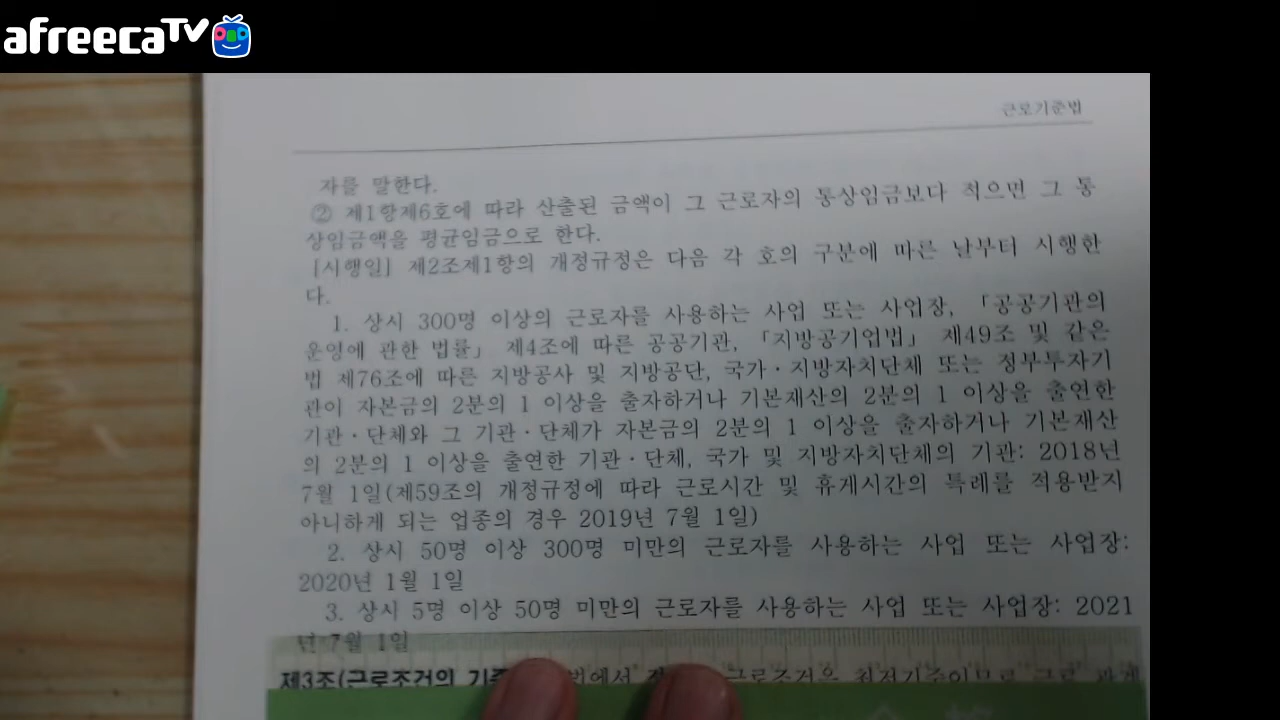 afreecaTV
근로기준법
자를 말한다.
② 제1항제6호에 따라 산출된 금액이 그 근로자의 통상임금보다 적으면 그 통
상임금액을 평균임금으로 한다.
[시행일] 제2조제1항의 개정규정은 다음 각 호의 구분에 따른 날부터 시행한
다.
1. 상시 300명 이상의 근로자를 사용하는 사업 또는 사업장, 「공공기관의
운영에 관한 법률」 제4조에 따른 공공기관, 「지방공기업법」 제49조 및 같은
법 제76조에 따른 지방공사 및 지방공단, 국가·지방자치단체 또는 정부투자기
관이 자본금의 2분의 1 이상을 출자하거나 기본재산의 2분의 1 이상을 출연한
기관·단체와 그 기관·단체가 자본금의 2분의 1 이상을 출자하거나 기본재산
의 2분의 1 이상을 출연한 기관·단체, 국가 및 지방자치단체의 기관: 2018년
7월 1일(제59조의 개정규정에 따라 근로시간 및 휴게시간의 특례를 적용받지
아니하게 되는 업종의 경우 2019년 7월 1일)
2. 상시 50명 이상 300명 미만의 근로자를 사용하는 사업 또는 사업장:
2020년 1월 1일
3. 상시 5명 이상 50명 미만의 근로자를 사용하는 사업 또는 사업장: 2021
년 7월 1일
제3조(근로조건의 근로조건은 최저기준이므로 근로 관계